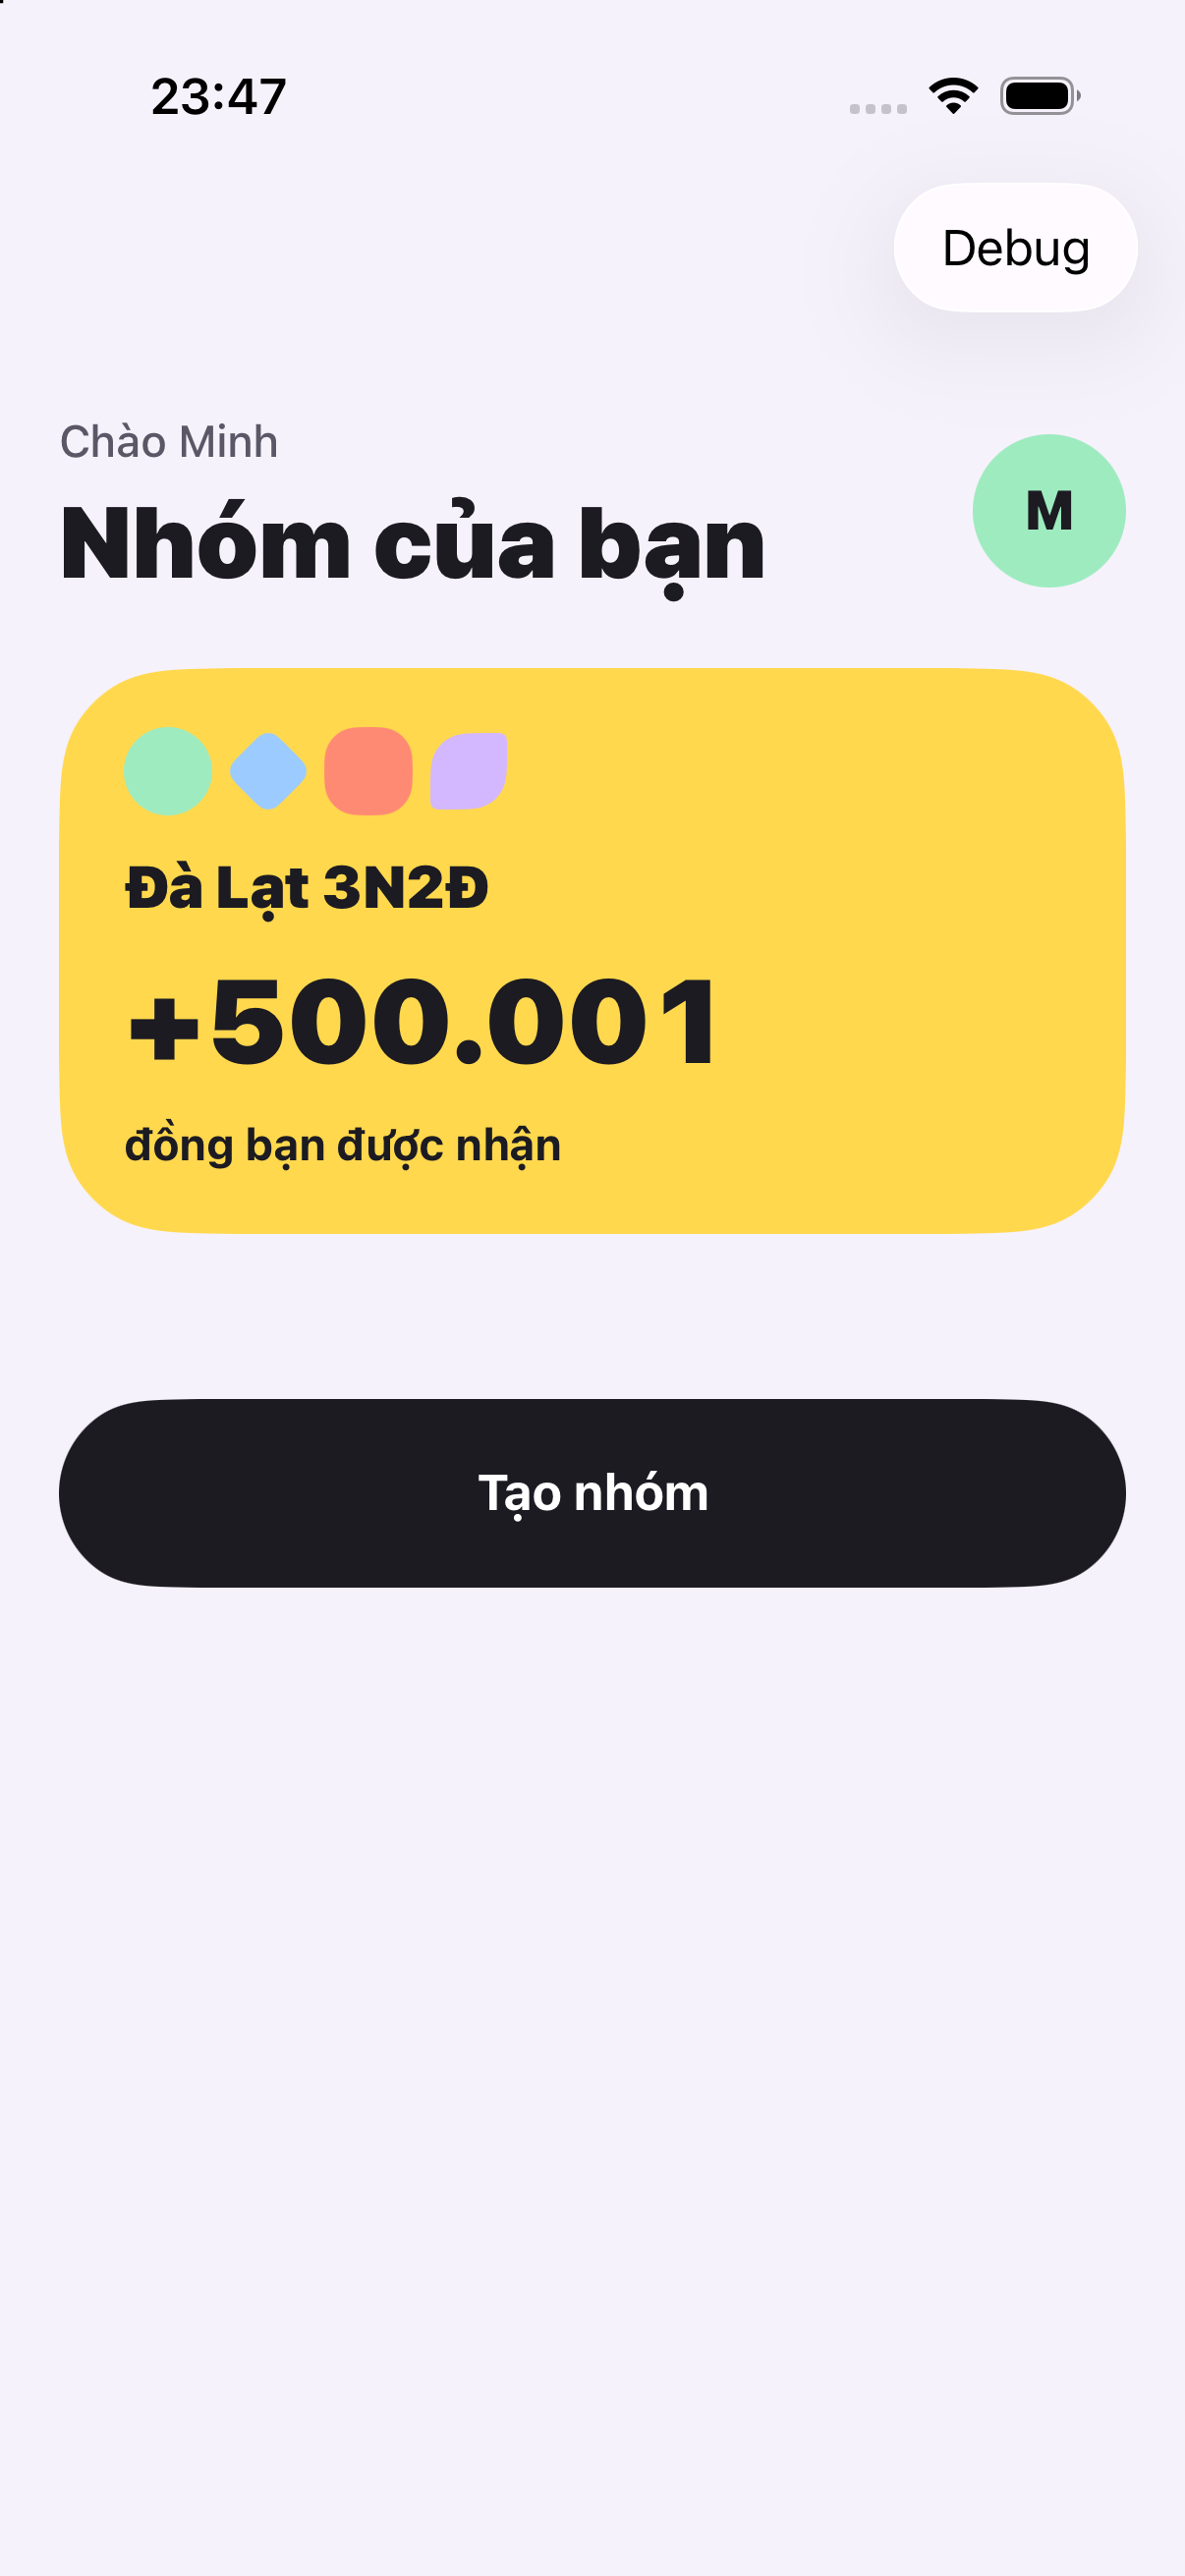 23:47
Debug
Chào Minh
Nhóm của bạn
M
Đà Lạt 3N2Đ
+500.001
đồng bạn được nhận
Tạo nhóm